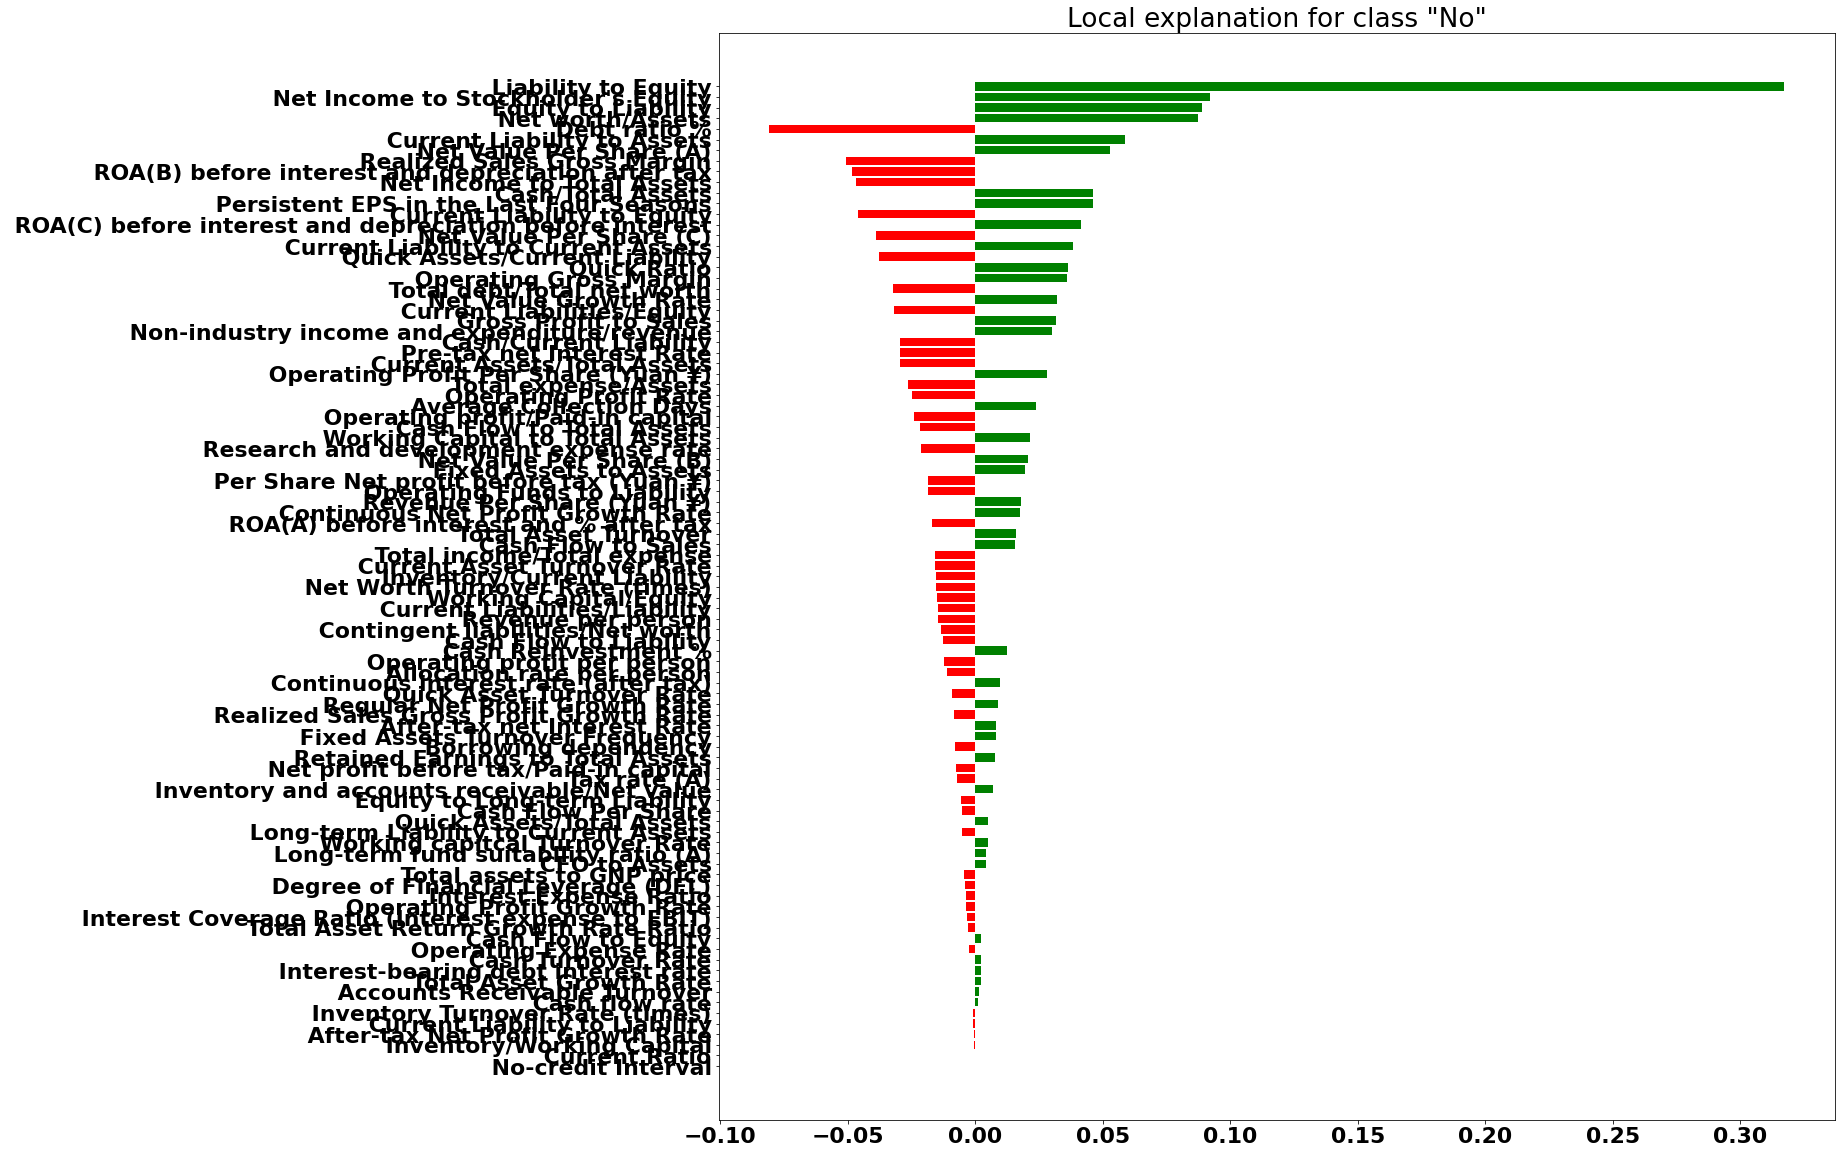 Local explanation for class "No"
Liability to Equity
Net Income to Stockholder's Equity
Equity to Liability
Net Worth/Assets
Debt ratio %
Current Liability to Assets
Net Value Per Share (A)
Realized Sales Gross Margin
ROA(B) before interest and depreciation after tax
Net Income to Total Assets
Cash/Total Assets
Persistent EPS in the Last Four Seasons
Current Liability to Equity
ROA(C) before interest and depreciation before interest
Net Value Per Share (C)
Current Liability to Current Assets
Quick Assets/Current Liability
Quick Ratio
Operating Gross Margin
Total debt/Total net worth
Net Value Growth Rate
Current Liabilities/Equity
Gross Profit to Sales
Non-industry income and expenditure/revenue
Cash/Current Liability
Pre-tax net Interest Rate
Current Assets/Total Assets
Operating Profit Per Share (Yuan ¥)
Total expense/Assets
Operating Profit Rate
Average Collection Days
Operating profit/Paid-in capital
Cash Flow to Total Assets
Working Capital to Total Assets
Research and development expense rate
Net Value Per Share (B)
Fixed Assets to Assets
Per Share Net profit before tax (Yuan ¥)
Operating Funds to Liability
Revenue Per Share (Yuan ¥)
Continuous Net Profit Growth Rate
ROA(A) before interest and % after tax
Total Asset Turnover
Cash Flow to Sales
Total income/Total expense
Current Asset Turnover Rate
Inventory/Current Liability
Net Worth Turnover Rate (times)
Working Capital/Equity
Current Liabilities/Liability
Revenue per person
Contingent liabilities/Net worth
Cash Flow to Liability
Cash Reinvestment %
Operating profit per person
Allocation rate per person
Continuous interest rate (after tax)
Quick Asset Turnover Rate
Regular Net Profit Growth Rate
Realized Sales Gross Profit Growth Rate
After-tax net Interest Rate
Fixed Assets Turnover Frequency
Borrowing dependency
Retained Earnings to Total Assets
Net profit before tax/Paid-in capital
Tax rate (A)
Inventory and accounts receivable/Net value
Equity to Long-term Liability
Cash Flow Per Share
Quick Assets/Total Assets
Long-term Liability to Current Assets
Working capitcal Turnover Rate
Long-term fund suitability ratio (A)
CFO to Assets
Total assets to GNP price
Degree of Financial Leverage (DFL)
Interest Expense Ratio
Operating Profit Growth Rate
Interest Coverage Ratio (Interest expense to EBIT)
Total Asset Return Growth Rate Ratio
Cash Flow to Equity
Operating Expense Rate
Cash Turnover Rate
Interest-bearing debt interest rate
Total Asset Growth Rate
Accounts Receivable Turnover
Cash flow rate
Inventory Turnover Rate (times)
Current Liability to Liability
After-tax Net Profit Growth Rate
Inventory/Working Capital
Current Ratio
No-credit Interval
−0.10 −0.05 0.00 0.05 0.10 0.15 0.20 0.25 0.30